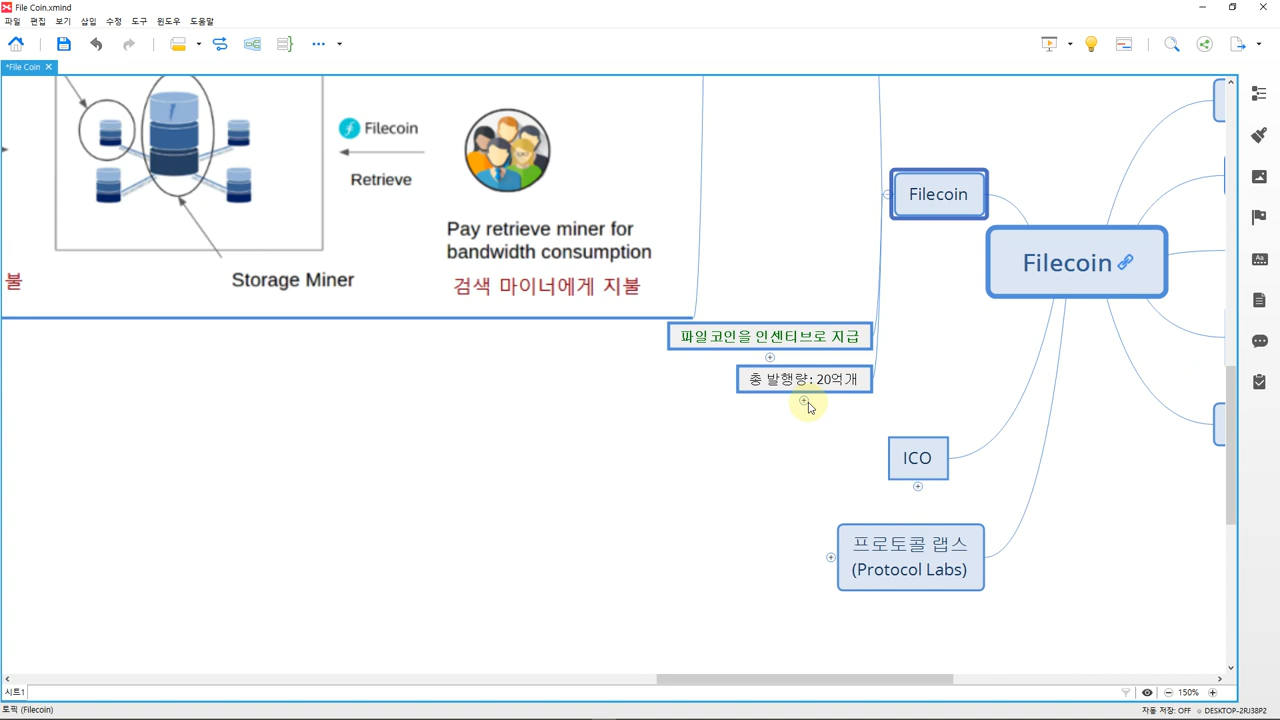 File Coin.xmind
파일 편집 보기 삽입 수정 도구 윈도우 도움말
*File Coin
Filecoin
Retrieve
Pay retrieve miner for
bandwidth consumption
검색 마이너에게 지불
불
Storage Miner
Filecoin
Filecoin
파일코인을 인센티브로 지급
총 발행량: 20억개
ICO
프로토콜 랩스
(Protocol Labs)
시트1
150%
토픽 (Filecoin)
자동 저장: OFF
DESKTOP-2RJ38P2